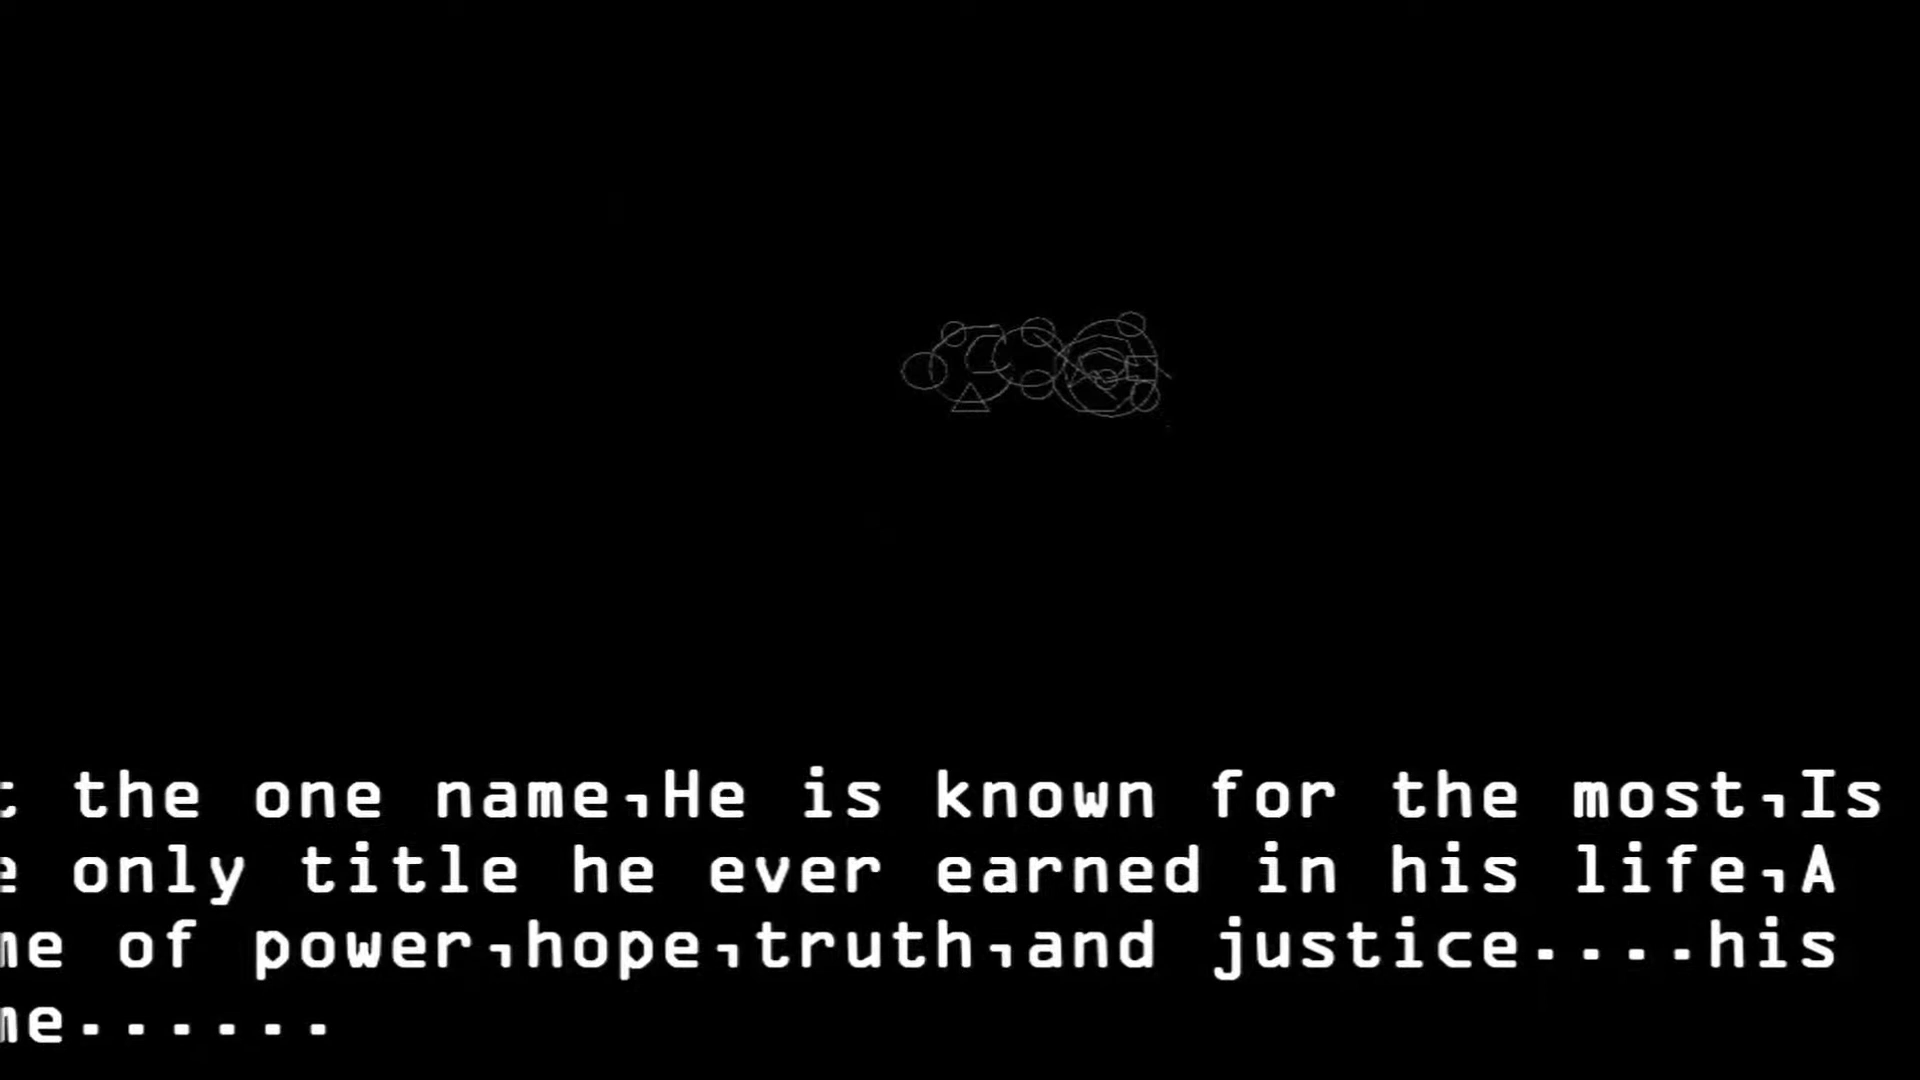 the one name,He is known for the most,Is
only title he ever earned in his life,A
of power,hope,truth,and justice....his
......